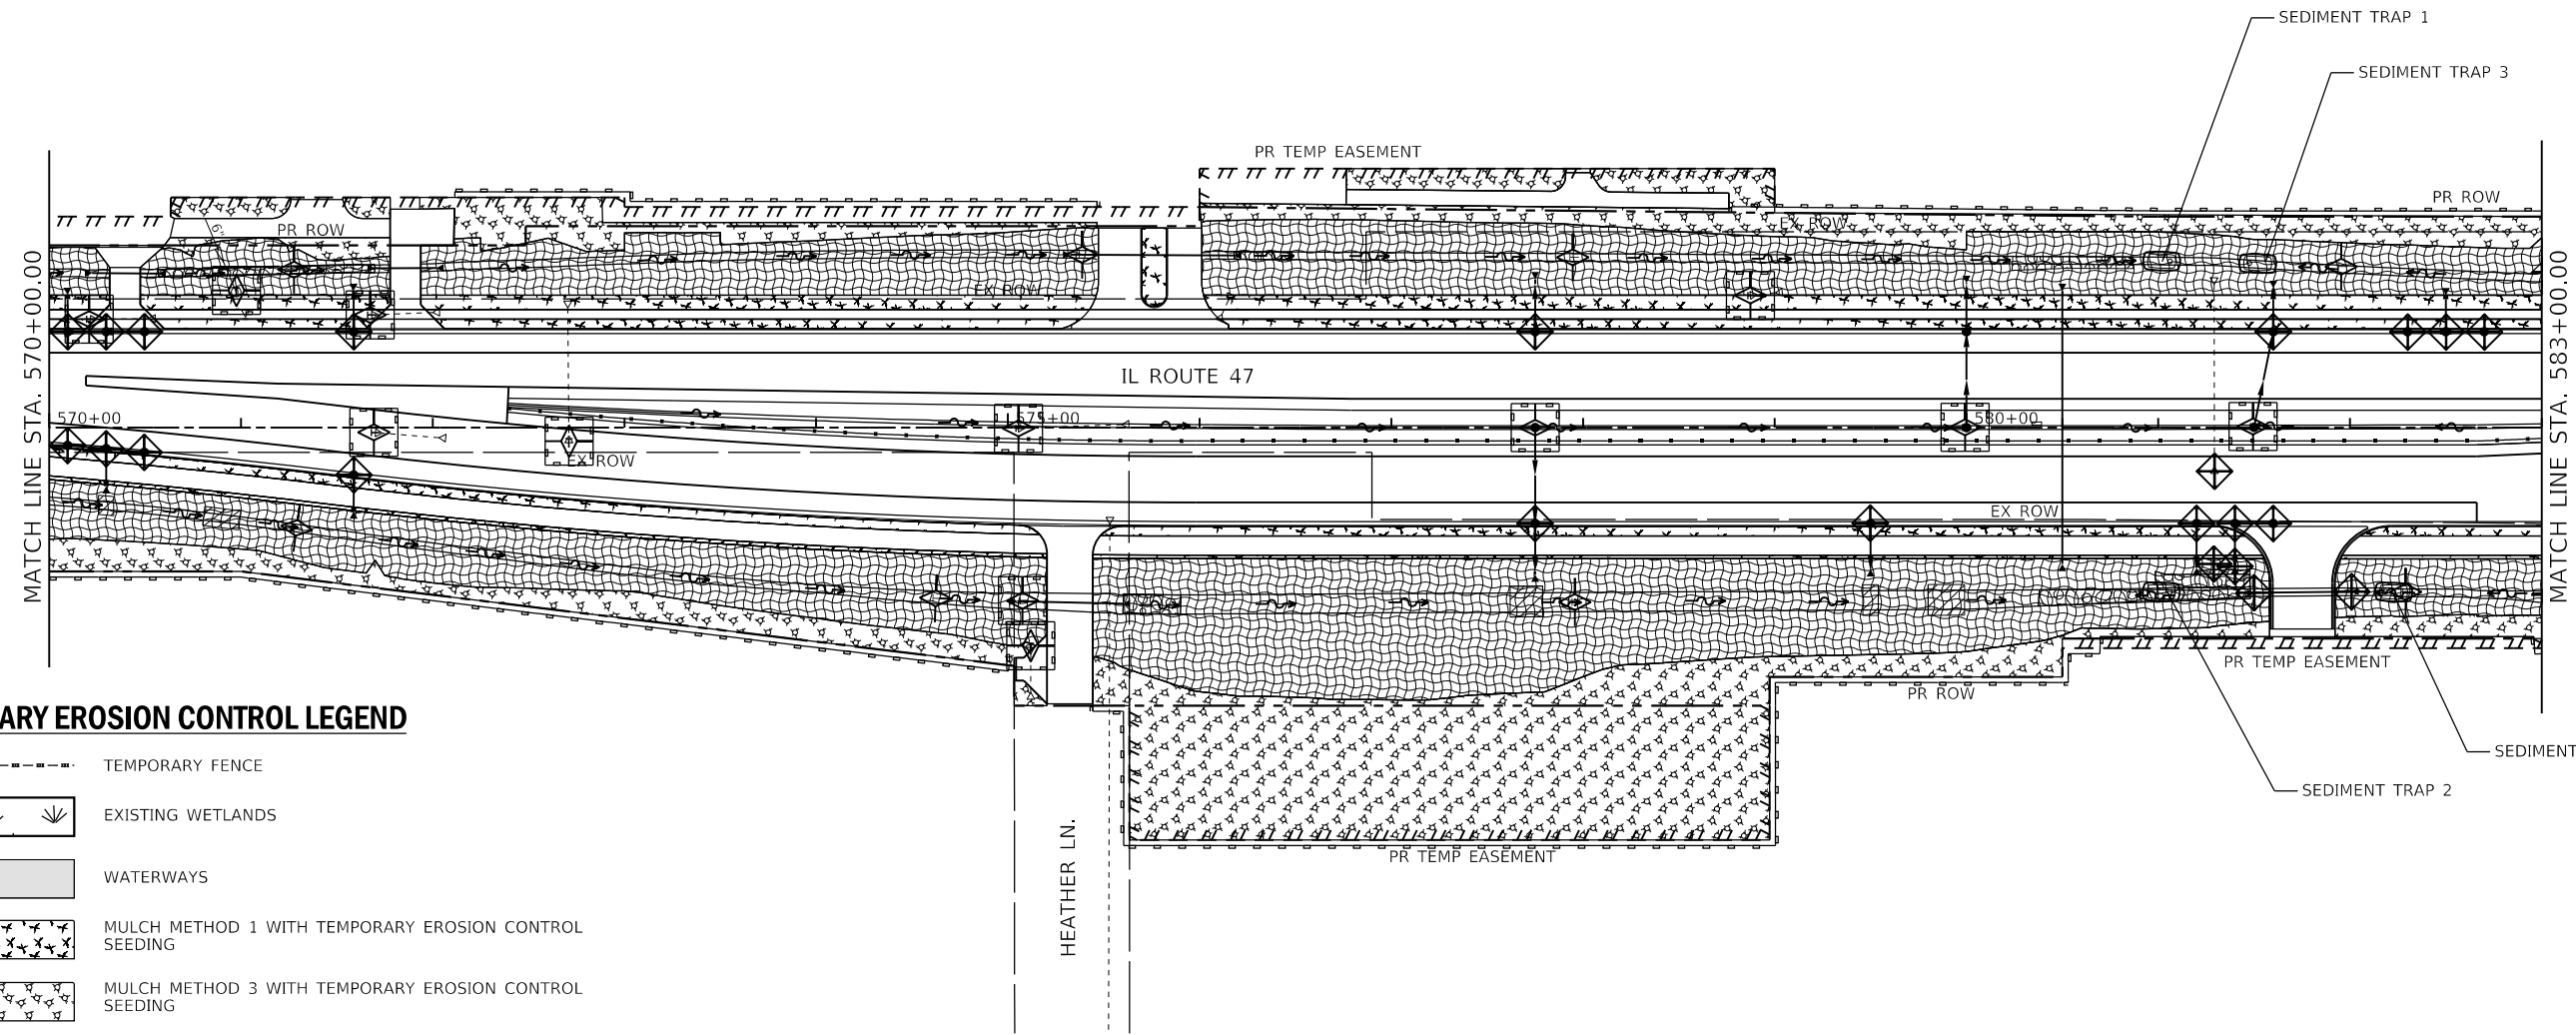 SEDIMENT TRAP 1
SEDIMENT TRAP 3
PR TEMP EASEMENT
PR ROW
PR ROW
6"
EX ROW
EX ROW
MATCH LINE STA. 570+00.00
MATCH LINE STA. 583+00.00
IL ROUTE 47
570+00
575+00
580+00
EX ROW
EX ROW
PR TEMP EASEMENT
PR ROW
SEDIMENT
SEDIMENT TRAP 2
PR TEMP EASEMENT
HEATHER LN.
ARY EROSION CONTROL LEGEND
TEMPORARY FENCE
EXISTING WETLANDS
WATERWAYS
MULCH METHOD 1 WITH TEMPORARY EROSION CONTROL
SEEDING
MULCH METHOD 3 WITH TEMPORARY EROSION CONTROL
SEEDING